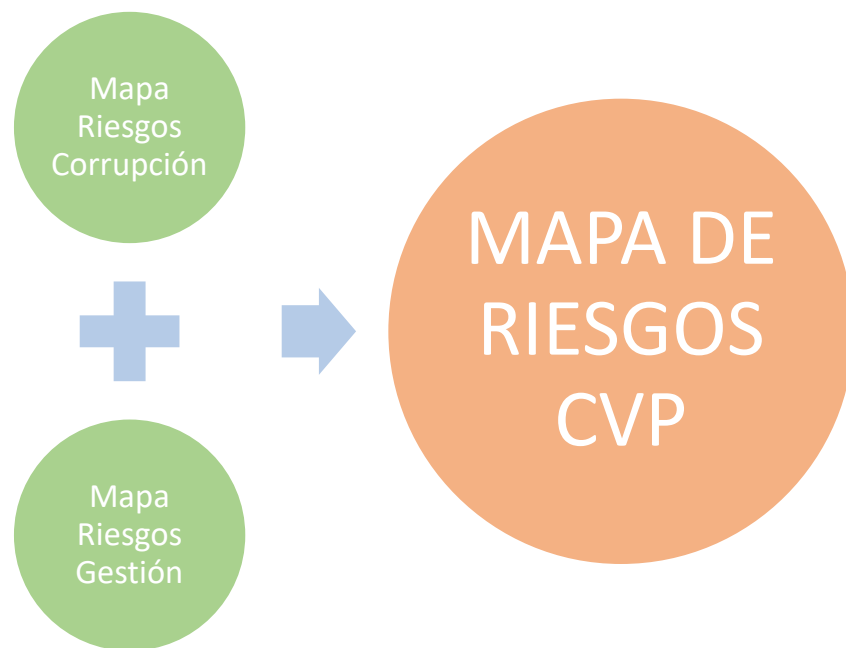 Mapa
Riesgos
Corrupción
Mapa
Riesgos
Gestión
MAPA DE
RIESGOS
CVP